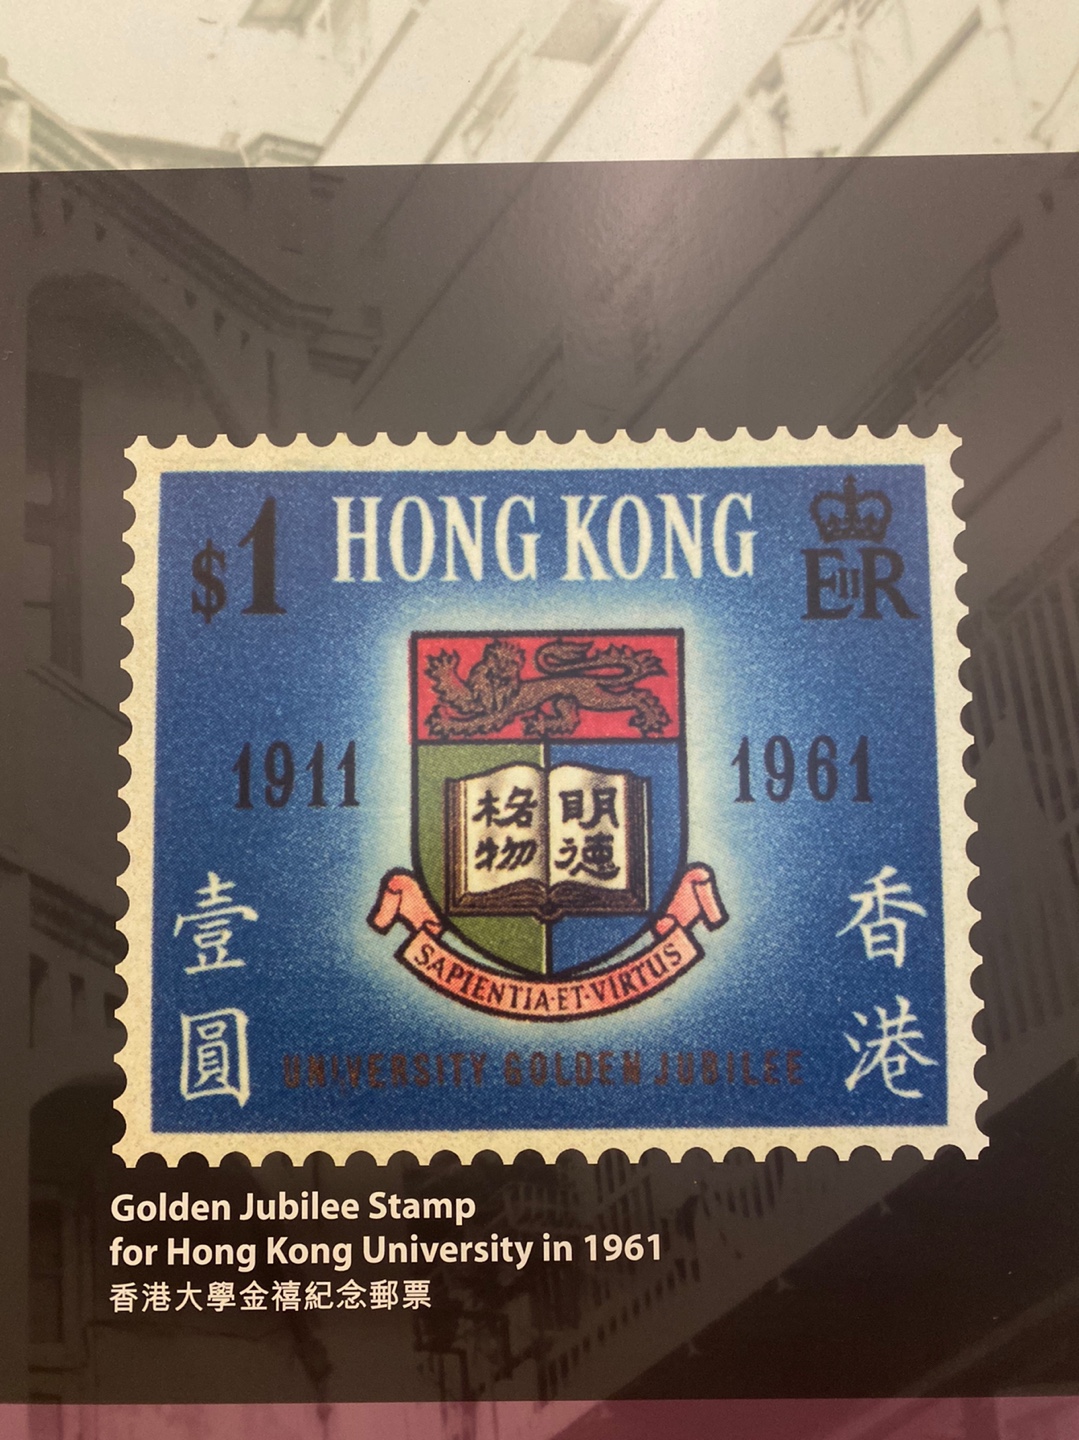 $1 HONG KONG EIIR
1911 1961
格物 明德
SAPIENTIA·ET·VIRTUS
壹圓
香港
UNIVERSITY GOLDEN JUBILEE
Golden Jubilee Stamp
for Hong Kong University in 1961
香港大學金禧紀念郵票